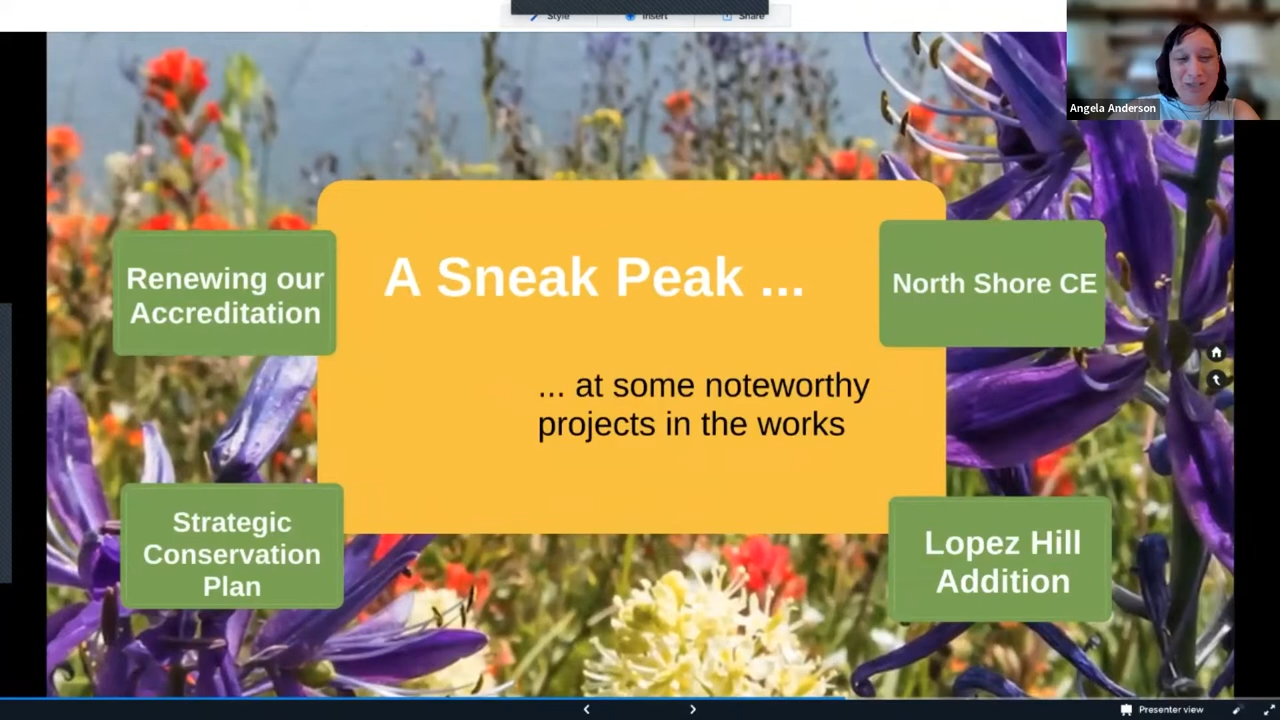 Style
Insert
Share
Angela Anderson
A Sneak Peak ...
... at some noteworthy
projects in the works
Renewing our
Accreditation
North Shore CE
Strategic
Conservation
Plan
Lopez Hill
Addition
Presenter view